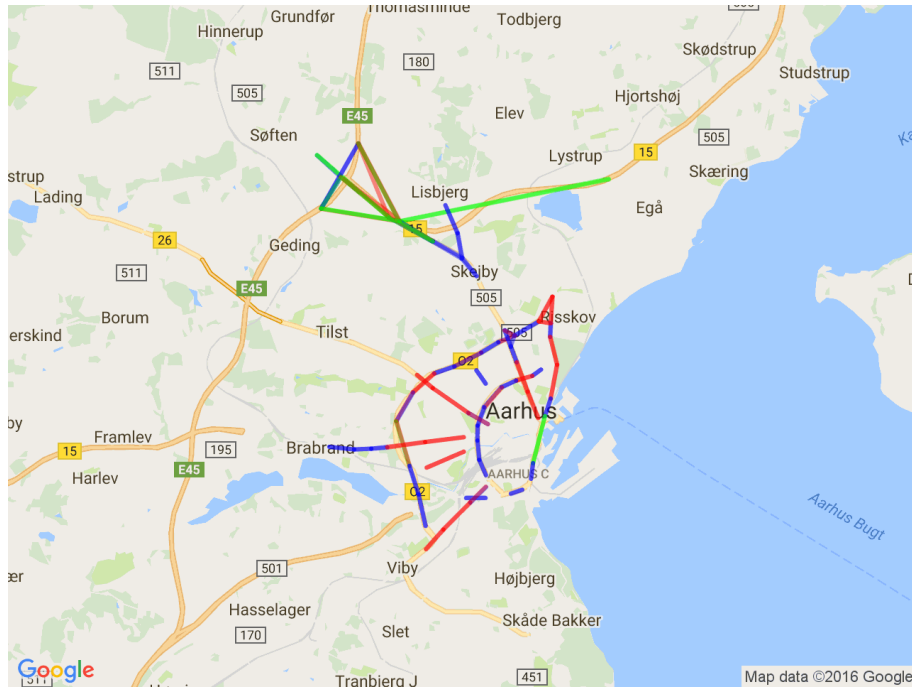 Thomasminde
505
Grundfør
Todbjerg
Hinnerup
Skødstrup
180
511
Studstrup
505
Hjortshøj
E45
Elev
Søften
505
15
Lystrup
Skæring
Lisbjerg
Lading
Egå
15
26
Geding
Skejby
511
E45
505
Borum
Risskov
Tilst
505
O2
Aarhus
Framlev
Brabrand
195
15
E45
AARHUS C
Harlev
O2
Aarhus Bugt
Viby
501
Højbjerg
Hasselager
Skåde Bakker
170
Slet
Google
451
Tranbjerg J
511
Map data ©2016 Google